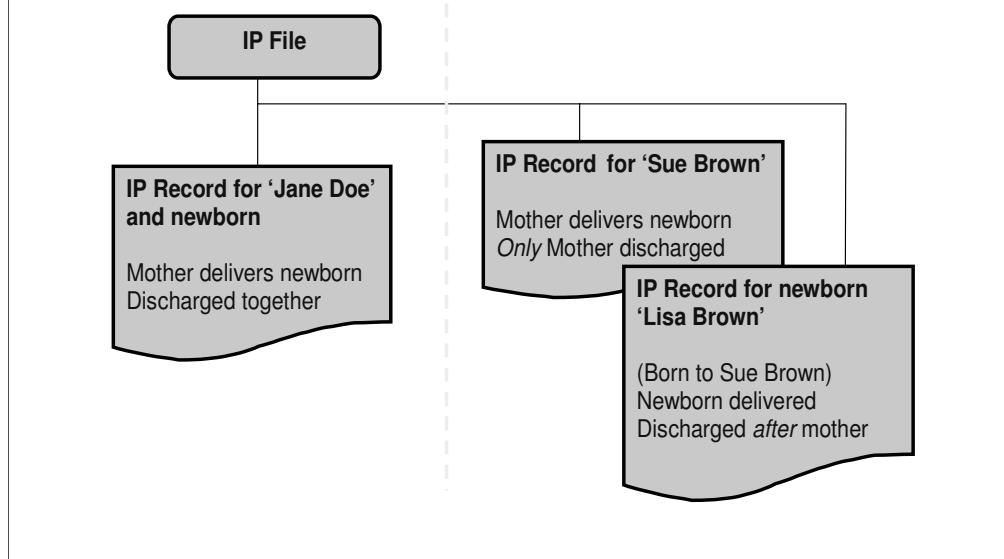 IP File
IP Record for ‘Jane Doe’
and newborn
Mother delivers newborn
Discharged together
IP Record for ‘Sue Brown’
Mother delivers newborn
Only Mother discharged
IP Record for newborn
‘Lisa Brown’
(Born to Sue Brown)
Newborn delivered
Discharged after mother